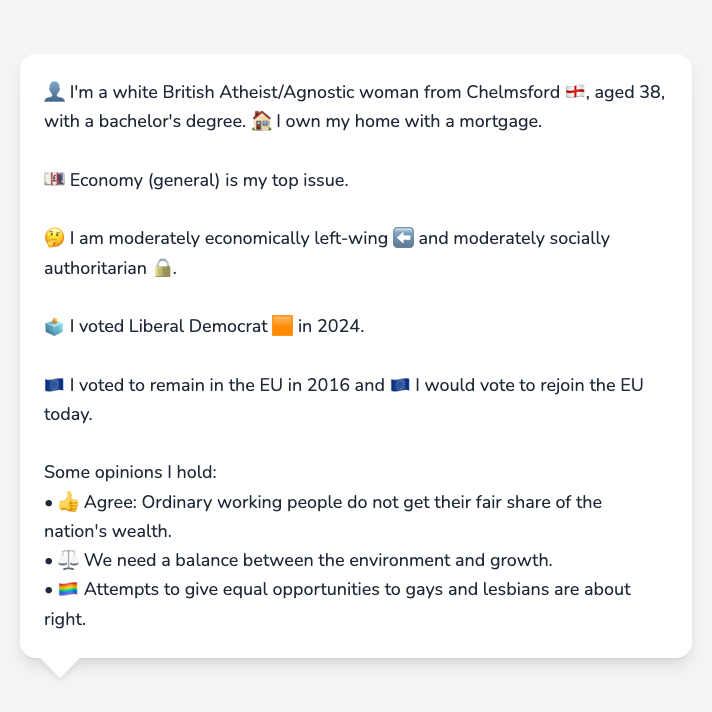 👤 I'm a white British Atheist/Agnostic woman from Chelmsford 🏴󠁧󠁢󠁥󠁮󠁧󠁿, aged 38,
with a bachelor's degree. 🏠 I own my home with a mortgage.
💷 Economy (general) is my top issue.
🤔 I am moderately economically left-wing ⬅️ and moderately socially
authoritarian 🔒.
🗳️ I voted Liberal Democrat 🟧 in 2024.
🇪🇺 I voted to remain in the EU in 2016 and 🇪🇺 I would vote to rejoin the EU
today.
Some opinions I hold:
• 👍 Agree: Ordinary working people do not get their fair share of the
nation's wealth.
• ⚖️ We need a balance between the environment and growth.
• 🏳️‍🌈 Attempts to give equal opportunities to gays and lesbians are about
right.